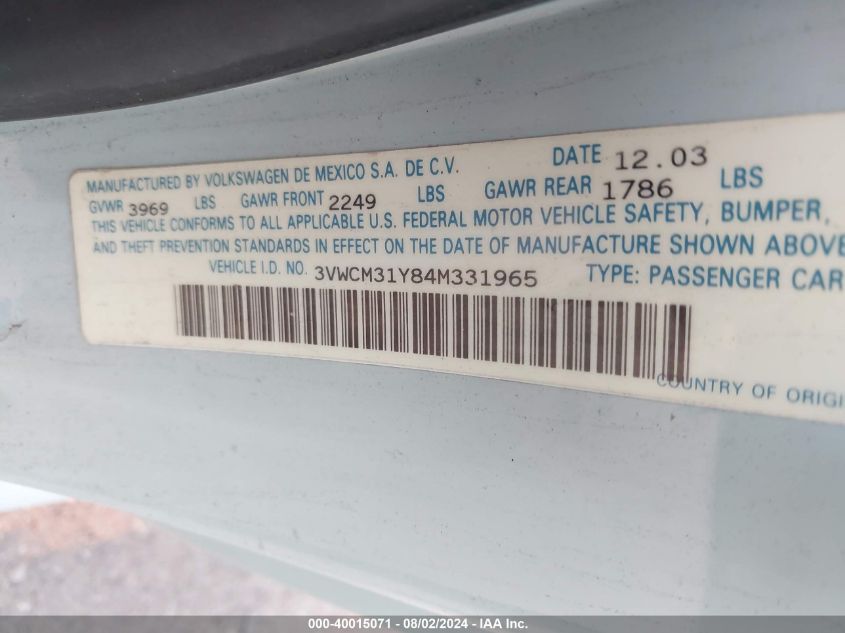 MANUFACTURED BY VOLKSWAGEN DE MEXICO S.A. DE C.V. DATE 12.03
GVWR 3969 LBS GAWR FRONT 2249 LBS GAWR REAR 1786 LBS
THIS VEHICLE CONFORMS TO ALL APPLICABLE U.S. FEDERAL MOTOR VEHICLE SAFETY, BUMPER,
AND THEFT PREVENTION STANDARDS IN EFFECT ON THE DATE OF MANUFACTURE SHOWN ABOVE
VEHICLE I.D. NO. 3VWCM31Y84M331965 TYPE: PASSENGER CAR
COUNTRY OF ORIGI
000-40015071 - 08/02/2024 - IAA Inc.